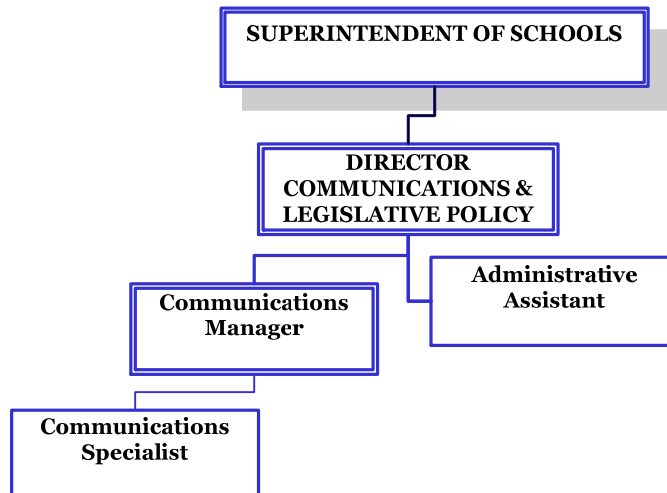 SUPERINTENDENT OF SCHOOLS
DIRECTOR
COMMUNICATIONS &
LEGISLATIVE POLICY
Administrative
Assistant
Communications
Manager
Communications
Specialist